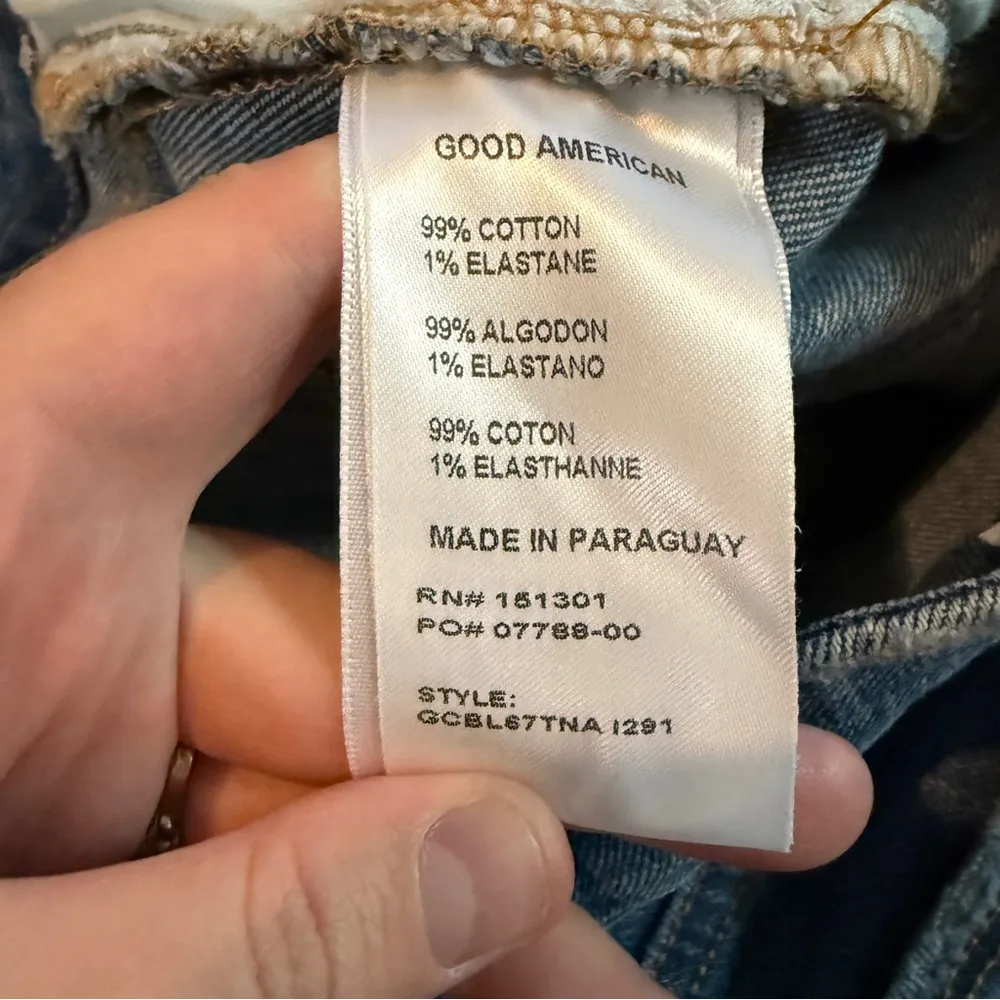 GOOD AMERICAN
99% COTTON
1% ELASTANE
99% ALGODON
1% ELASTANO
99% COTON
1% ELASTHANNE
MADE IN PARAGUAY
RN# 151301
PO# 07788-00
STYLE:
GCBL67TNA I291